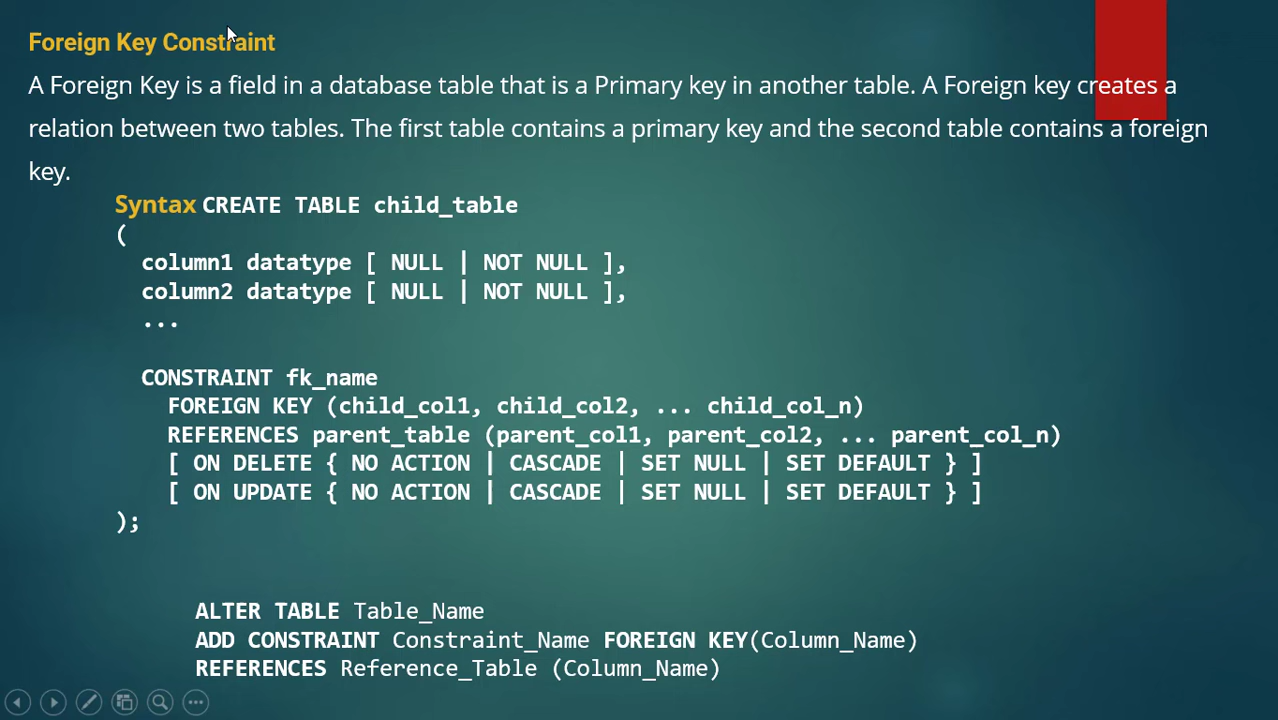 Foreign Key Constraint
A Foreign Key is a field in a database table that is a Primary key in another table. A Foreign key creates a
relation between two tables. The first table contains a primary key and the second table contains a foreign
key.
Syntax CREATE TABLE child_table
(
column1 datatype [ NULL | NOT NULL ],
column2 datatype [ NULL | NOT NULL ],
...
CONSTRAINT fk_name
FOREIGN KEY (child_col1, child_col2, ... child_col_n)
REFERENCES parent_table (parent_col1, parent_col2, ... parent_col_n)
[ ON DELETE { NO ACTION | CASCADE | SET NULL | SET DEFAULT } ]
[ ON UPDATE { NO ACTION | CASCADE | SET NULL | SET DEFAULT } ]
);
ALTER TABLE Table_Name
ADD CONSTRAINT Constraint_Name FOREIGN KEY(Column_Name)
REFERENCES Reference_Table (Column_Name)